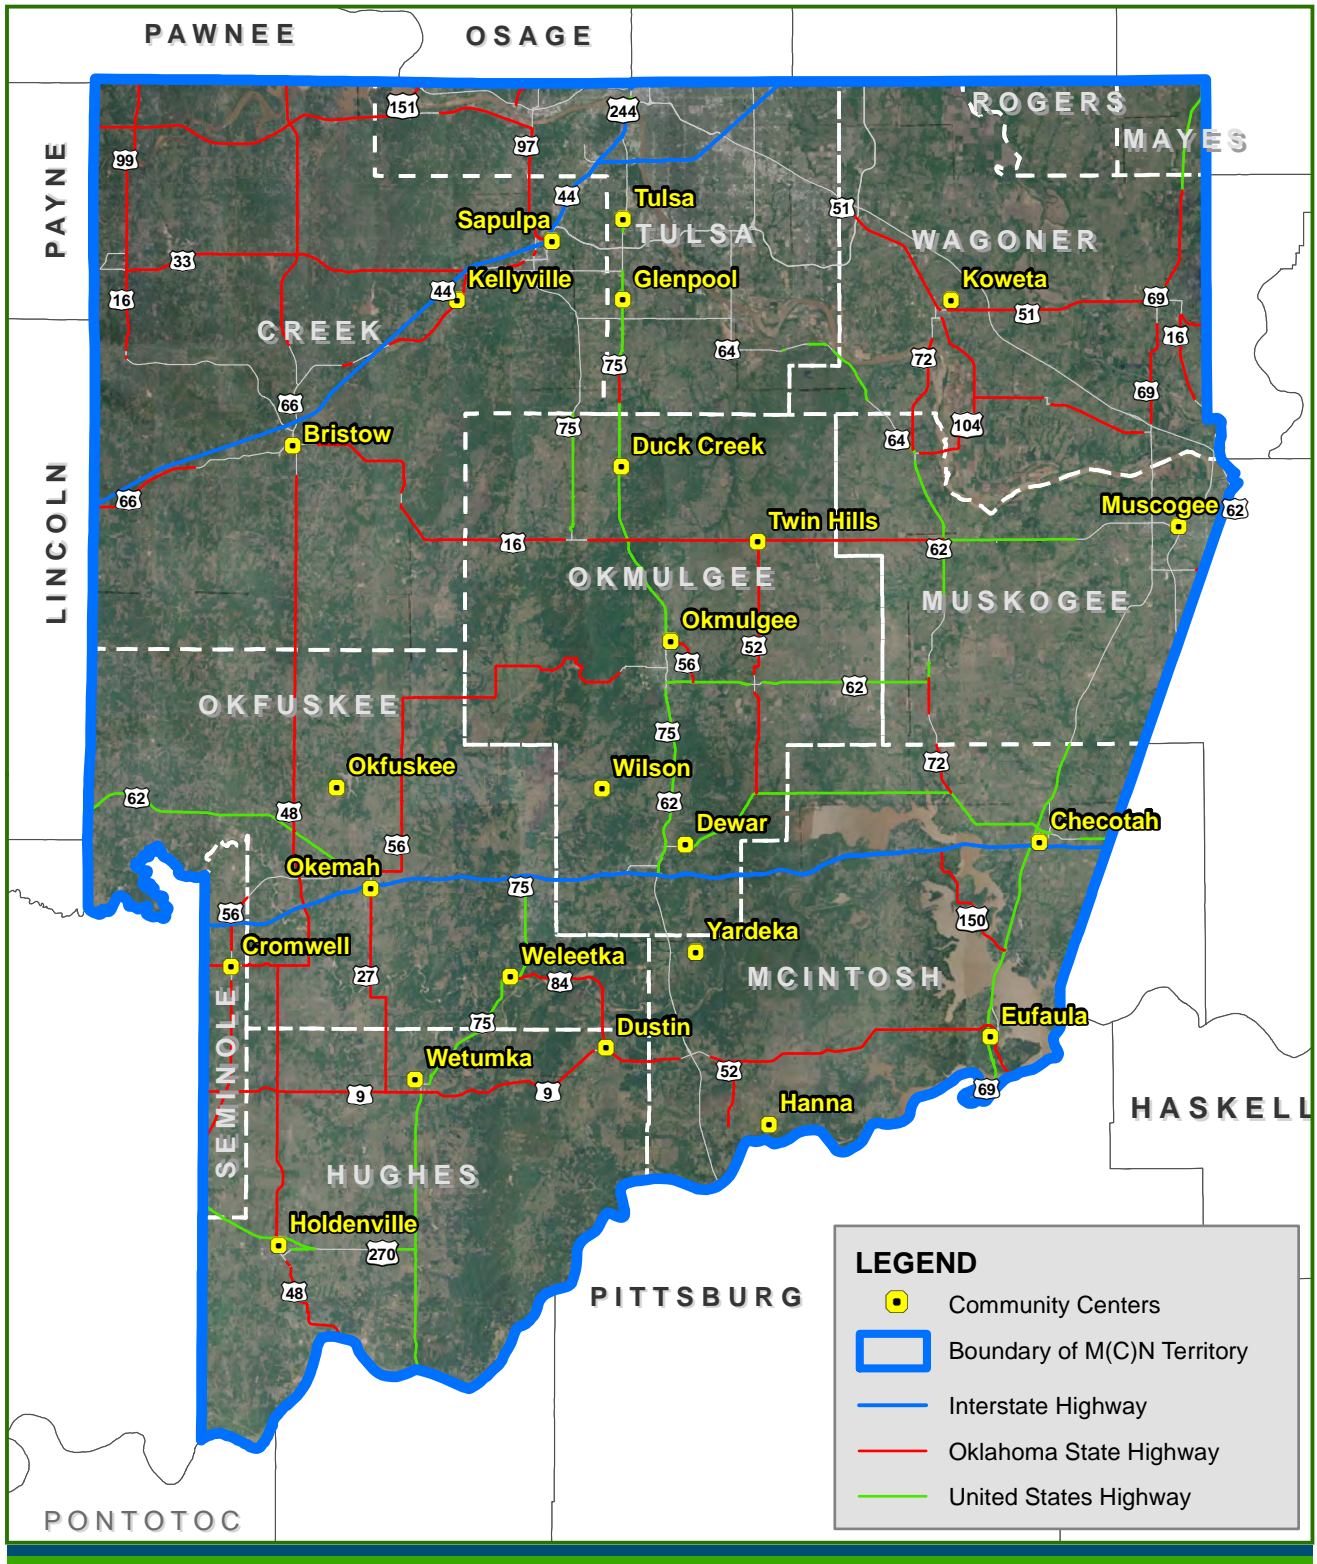 PAWNEE
OSAGE
ROGERS
MAYES
151
244
99
97
PAYNE
44
Tulsa
51
Sapulpa
TULSA
WAGONER
33
Kellyville
Glenpool
Koweta
44
16
69
51
CREEK
16
64
72
75
69
66
104
75
64
Bristow
Duck Creek
66
LINCOLN
Muscogee
62
Twin Hills
16
62
OKMULGEE
MUSKOGEE
Okmulgee
52
56
62
OKFUSKEE
75
72
Okfuskee
Wilson
62
62
48
Dewar
Checotah
56
Okemah
75
56
150
Yardeka
Cromwell
Weleetka
27
84
MCINTOSH
SEMINOLE
75
Dustin
Eufaula
Wetumka
52
9
9
69
Hanna
HASKELL
HUGHES
Holdenville
270
48
PITTSBURG
PONTOTOC
LEGEND
Community Centers
Boundary of M(C)N Territory
Interstate Highway
Oklahoma State Highway
United States Highway